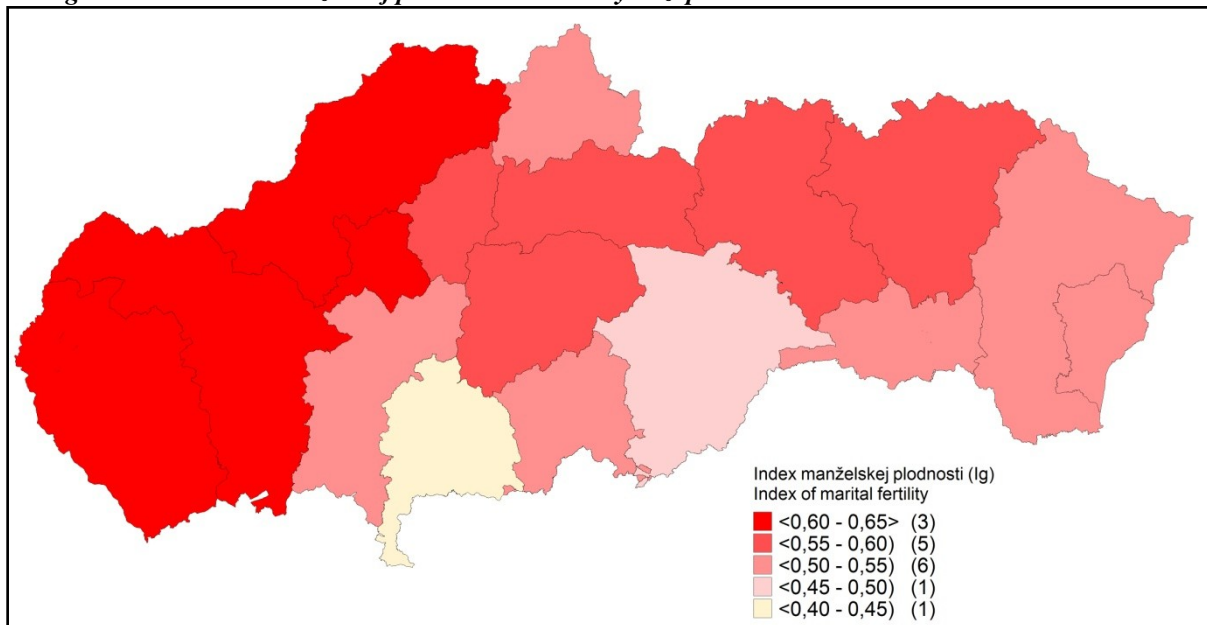 Index manželskej plodnosti (Ig)
Index of marital fertility
<0,60 - 0,65> (3)
<0,55 - 0,60) (5)
<0,50 - 0,55) (6)
<0,45 - 0,50) (1)
<0,40 - 0,45) (1)